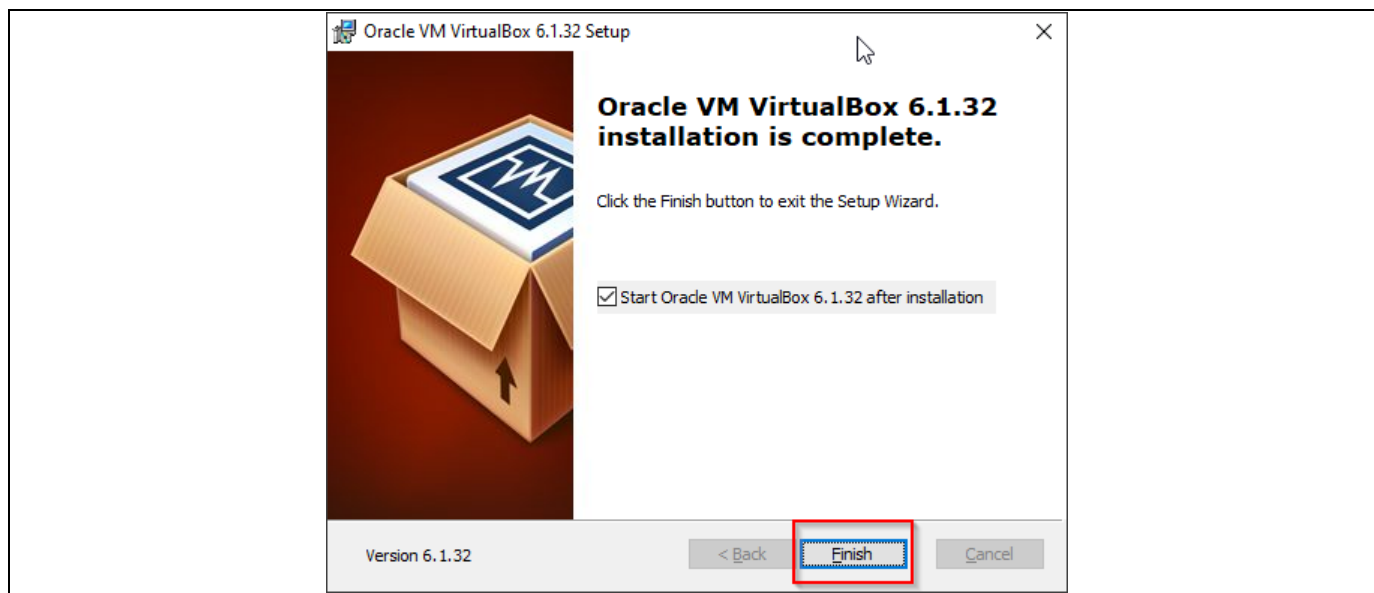 Oracle VM VirtualBox 6.1.32 Setup
Oracle VM VirtualBox 6.1.32
installation is complete.
Click the Finish button to exit the Setup Wizard.
Start Oracle VM VirtualBox 6.1.32 after installation
Version 6.1.32
< Back
Finish
Cancel